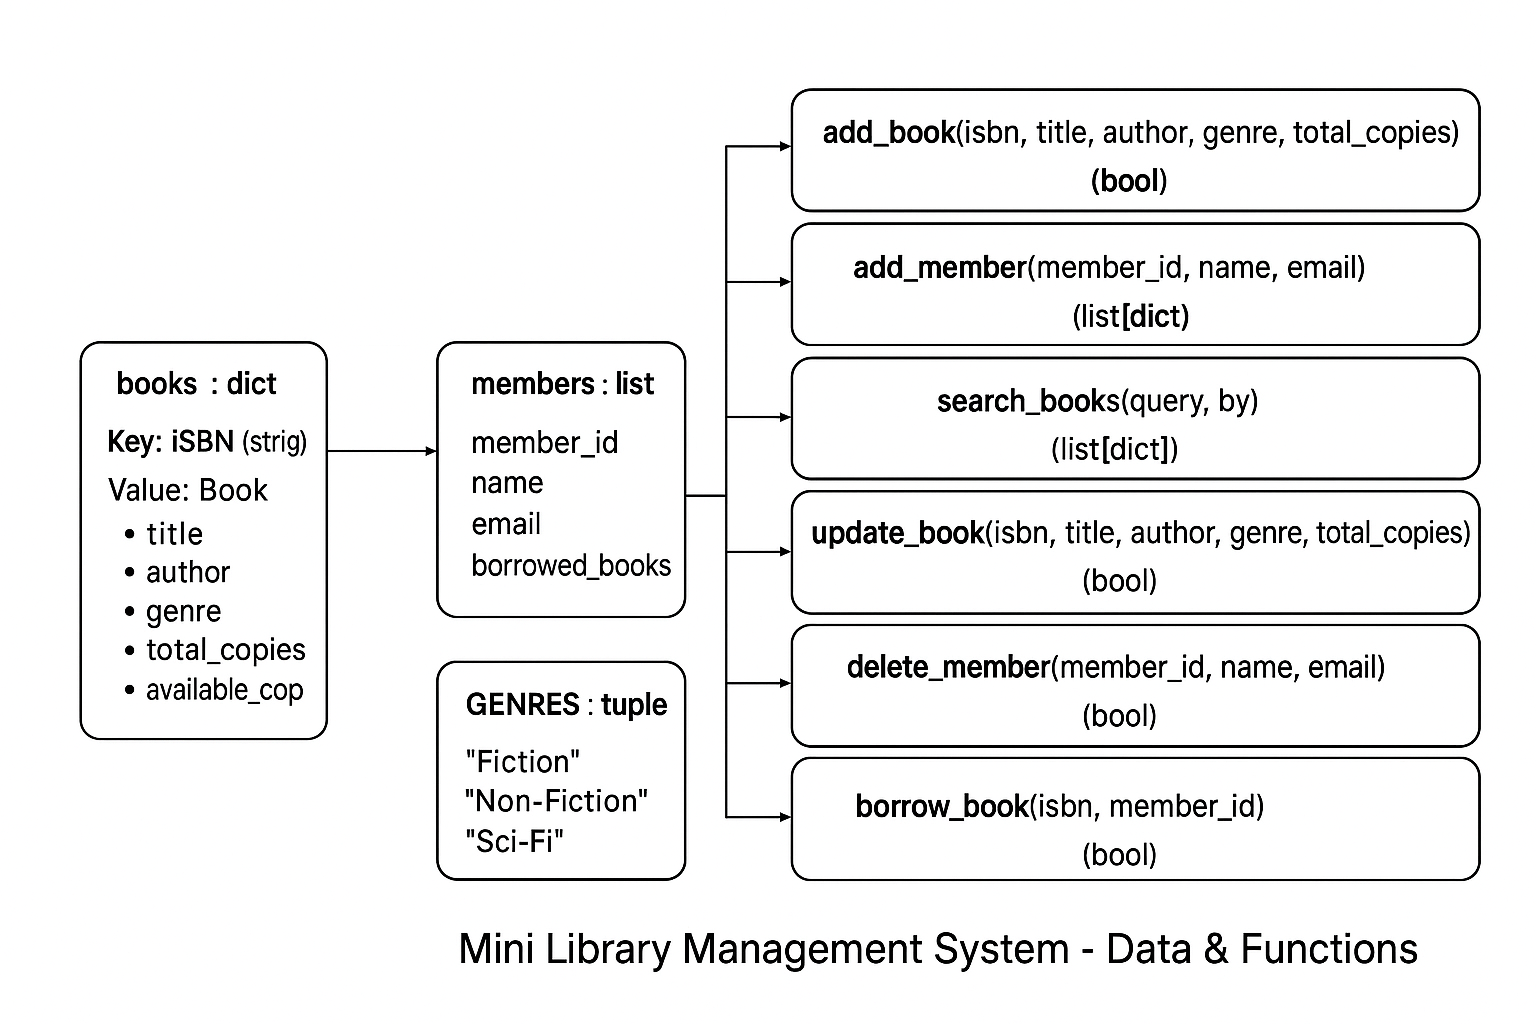 books : dict
Key: iSBN (strig)
Value: Book
• title
• author
• genre
• total_copies
• available_cop
members : list
member_id
name
email
borrowed_books
GENRES : tuple
"Fiction"
"Non-Fiction"
"Sci-Fi"
add_book(isbn, title, author, genre, total_copies)
(bool)
add_member(member_id, name, email)
(list[dict)
search_books(query, by)
(list[dict])
update_book(isbn, title, author, genre, total_copies)
(bool)
delete_member(member_id, name, email)
(bool)
borrow_book(isbn, member_id)
(bool)
Mini Library Management System - Data & Functions